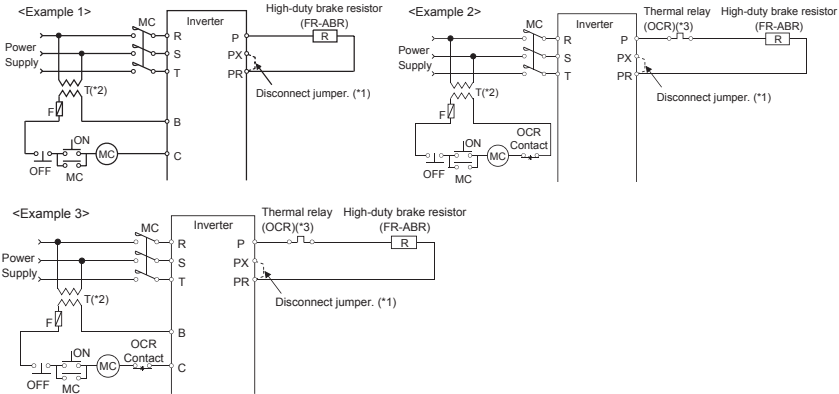 <Example 1>
MC
Inverter
High-duty brake resistor
(FR-ABR)
Power
Supply
R
S
T
P
PX
PR
R
Disconnect jumper. (*1)
T(*2)
F
B
ON
MC
C
OFF
MC
<Example 2>
MC
Inverter
Thermal relay
(OCR)(*3)
High-duty brake resistor
(FR-ABR)
Power
Supply
R
S
T
P
PX
PR
R
Disconnect jumper. (*1)
T(*2)
F
OCR
Contact
ON
MC
OFF
MC
<Example 3>
MC
Inverter
Thermal relay
(OCR)(*3)
High-duty brake resistor
(FR-ABR)
Power
Supply
R
S
T
P
PX
PR
R
Disconnect jumper. (*1)
T(*2)
F
B
OCR
Contact
ON
MC
C
OFF
MC